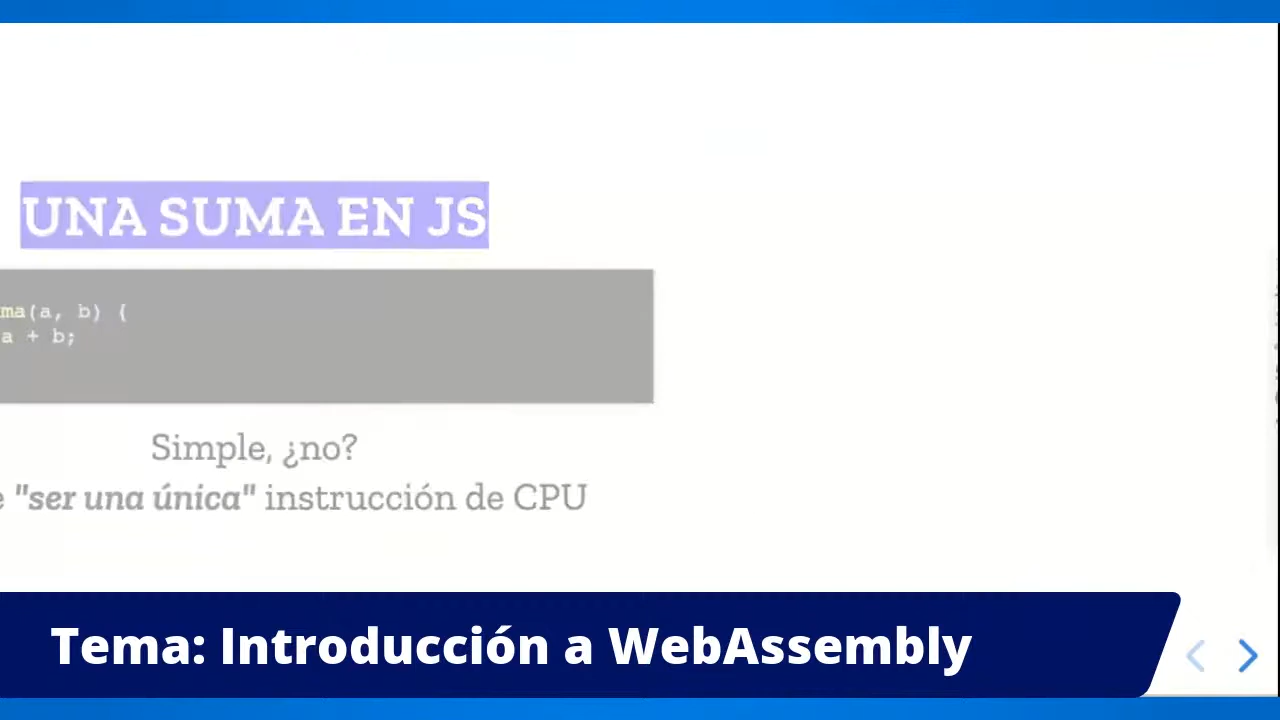 UNA SUMA EN JS
ma(a, b) {
a + b;
Simple, ¿no?
"ser una única" instrucción de CPU
Tema: Introducción a WebAssembly